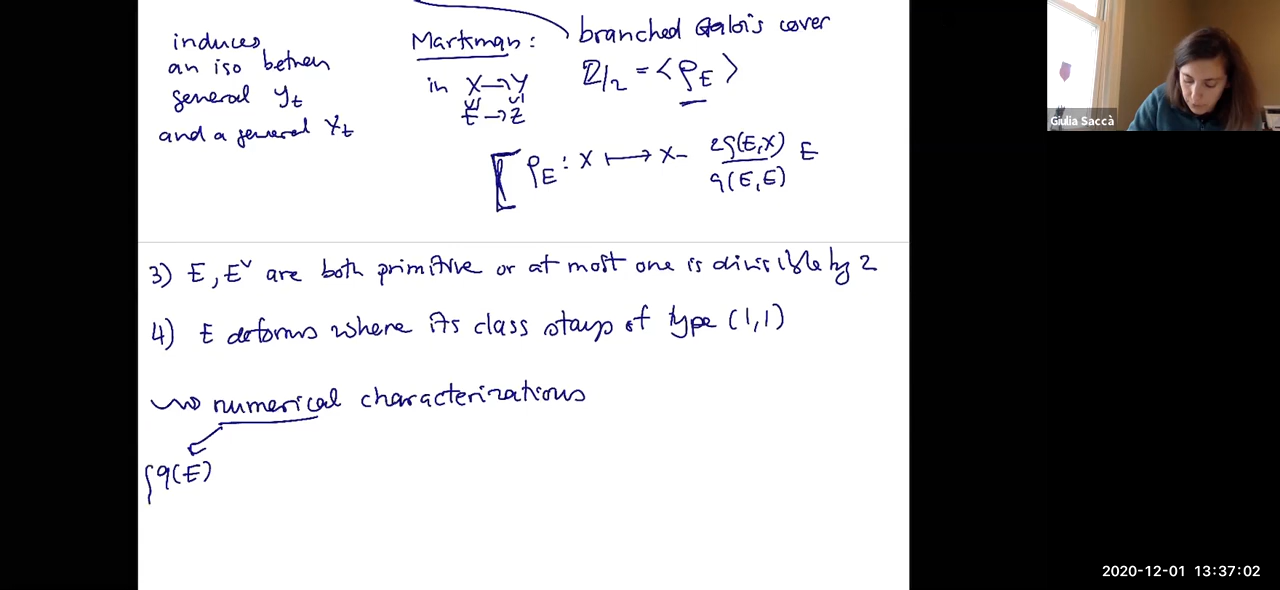 induces
an iso betwen
general Y_t
and a general X_t
Markman:
in X → Y
E → Z
branched Galois cover
ℤ/2 = <ρ_E>
ρ_E : x ↦ x - 2q(E,x)/q(E,E) E
3) E, E^∨ are both primitive or at most one is divisible by 2
4) E deforms where its class stays of type (1,1)
⇝ numerical characterizations
{ q(E)
Giulia Saccà
2020-12-01 13:37:02